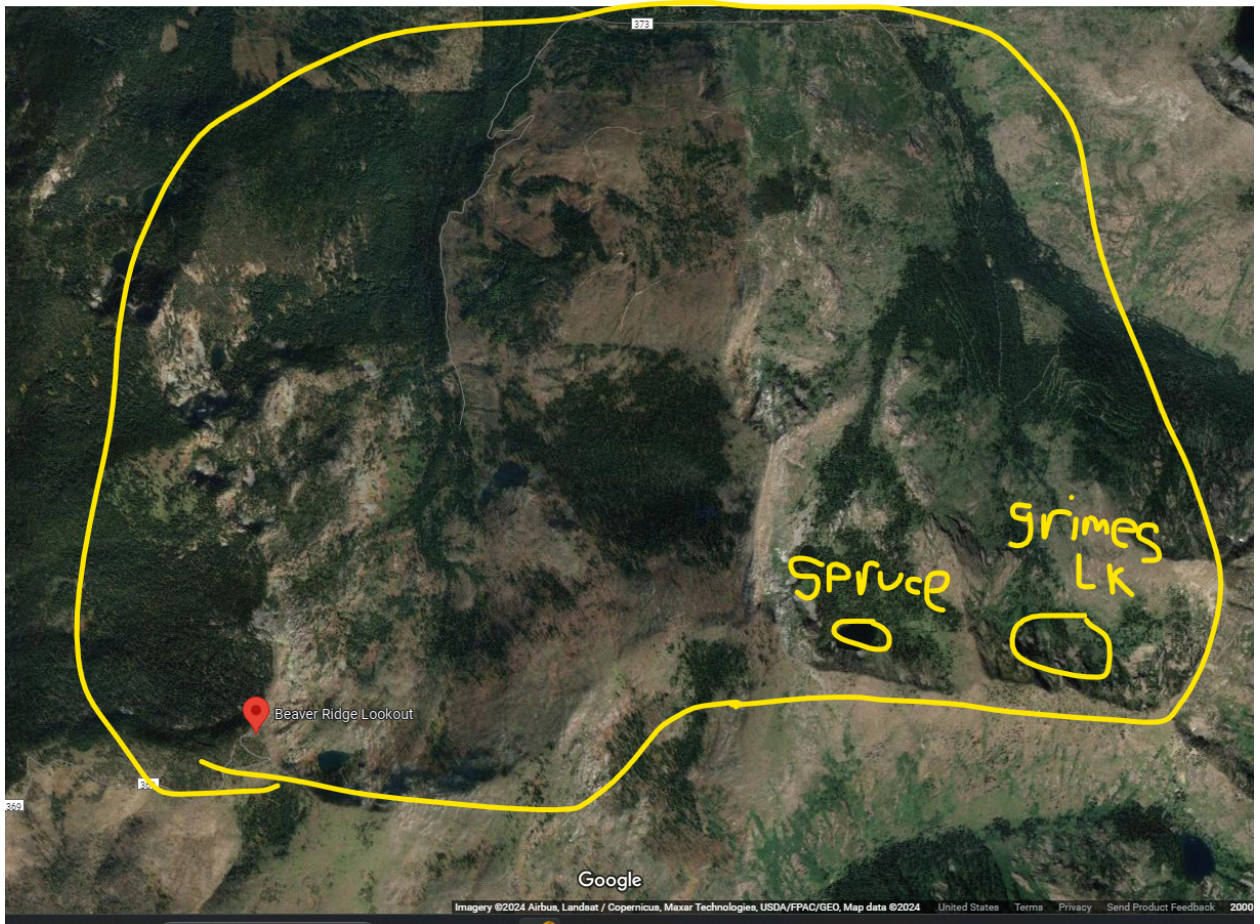 373
grimes
LK
spruce
Beaver Ridge Lookout
369
Google
Imagery ©2024 Airbus, Landsat / Copernicus, Maxar Technologies, USDA/FPAC/GEO, Map data ©2024 United States Terms Privacy Send Product Feedback 2000